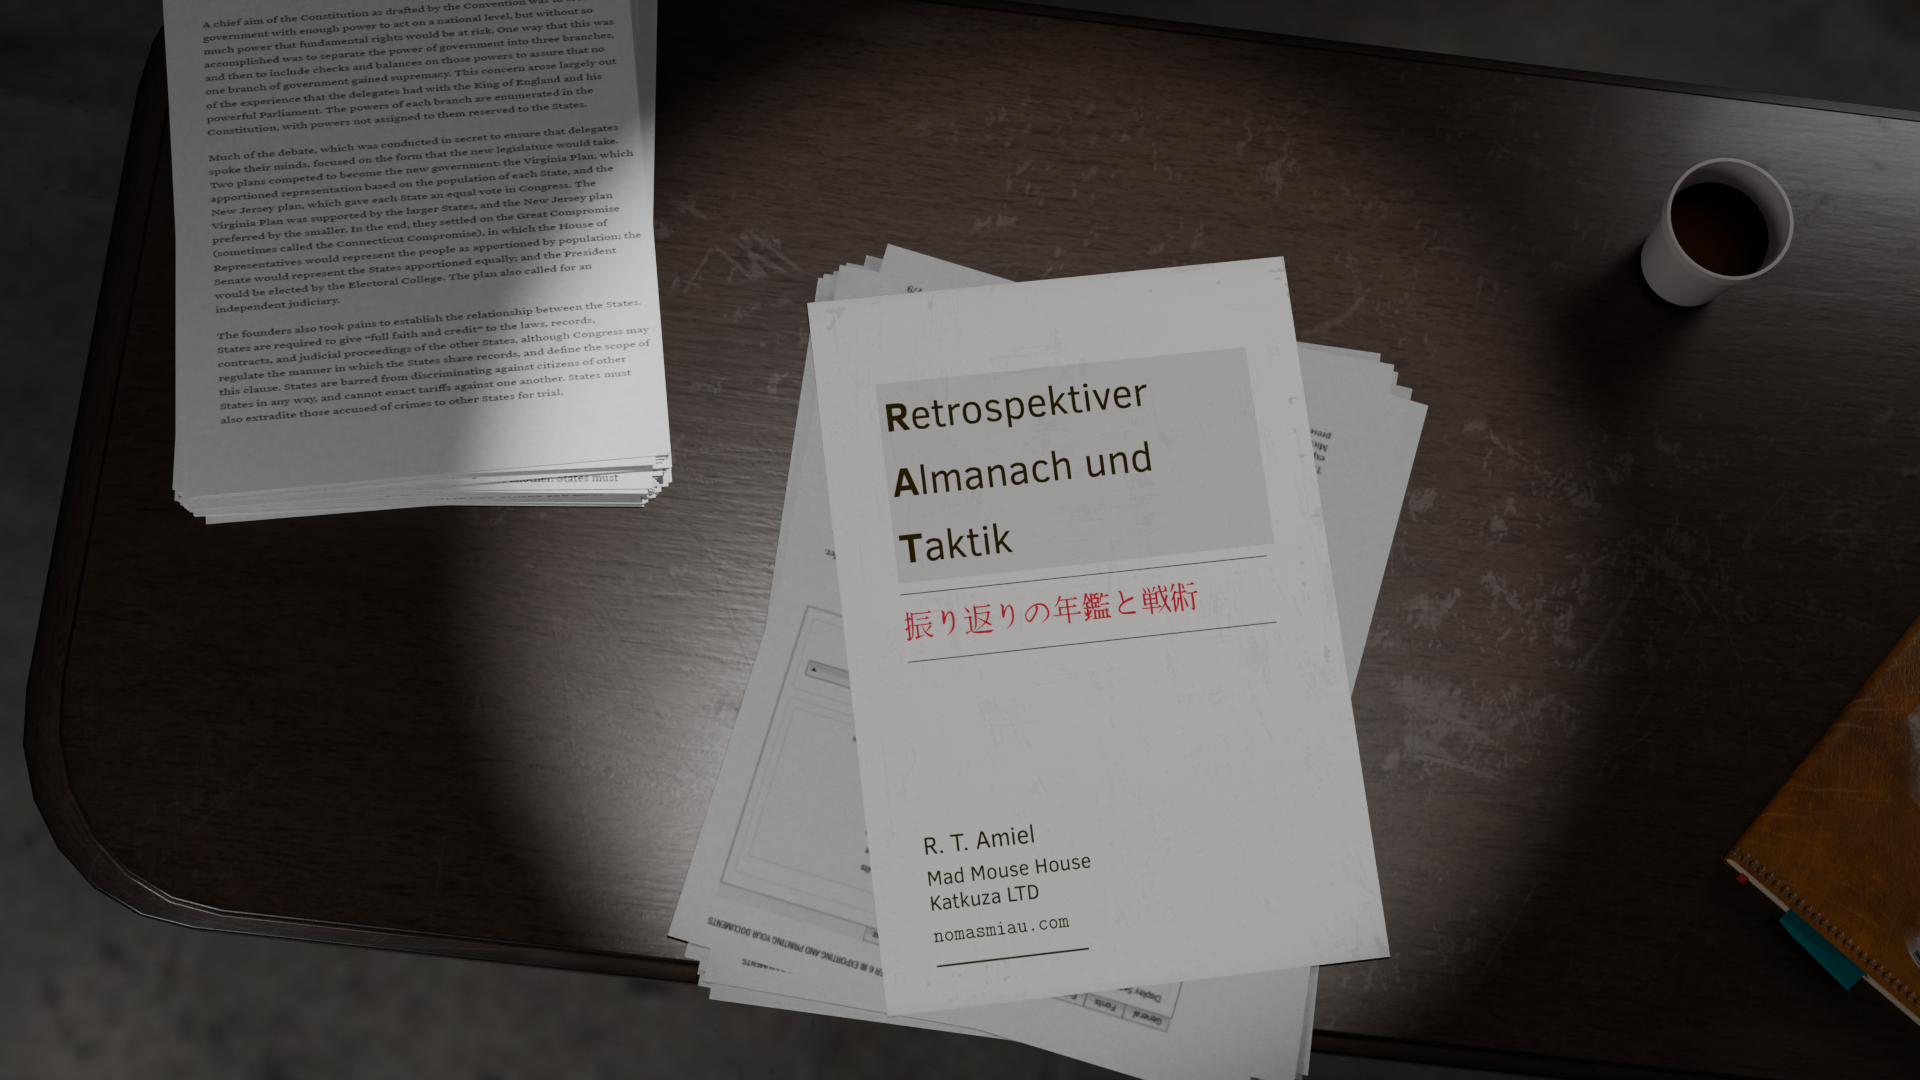 A chief aim of the Constitution as drafted by the Convention was to
government with enough power to act on a national level, but without so
much power that fundamental rights would be at risk. One way that this was
accomplished was to separate the power of government into three branches,
and then to include checks and balances on those powers to assure that no
one branch of government gained supremacy. This concern arose largely out
of the experience that the delegates had with the King of England and his
powerful Parliament. The powers of each branch are enumerated in the
Constitution, with powers not assigned to them reserved to the States.
Much of the debate, which was conducted in secret to ensure that delegates
spoke their minds, focused on the form that the new legislature would take.
Two plans competed to become the new government: the Virginia Plan, which
apportioned representation based on the population of each State, and the
New Jersey plan, which gave each State an equal vote in Congress. The
Virginia Plan was supported by the larger States, and the New Jersey plan
preferred by the smaller. In the end, they settled on the Great Compromise
(sometimes called the Connecticut Compromise), in which the House of
Representatives would represent the people as apportioned by population; the
Senate would represent the States apportioned equally; and the President
would be elected by the Electoral College. The plan also called for an
independent judiciary.
The founders also took pains to establish the relationship between the States.
States are required to give “full faith and credit” to the laws, records,
contracts, and judicial proceedings of the other States, although Congress may
regulate the manner in which the States share records, and define the scope of
this clause. States are barred from discriminating against citizens of other
States in any way, and cannot enact tariffs against one another. States must
also extradite those accused of crimes to other States for trial.
another. States must
Retrospektiver
Almanach und
Taktik
振り返りの年鑑と戦術
R. T. Amiel
Mad Mouse House
Katkuza LTD
nomasmiau.com
6 EXPORTING AND PRINTING YOUR DOCUMENTS
General
Fonts
Display